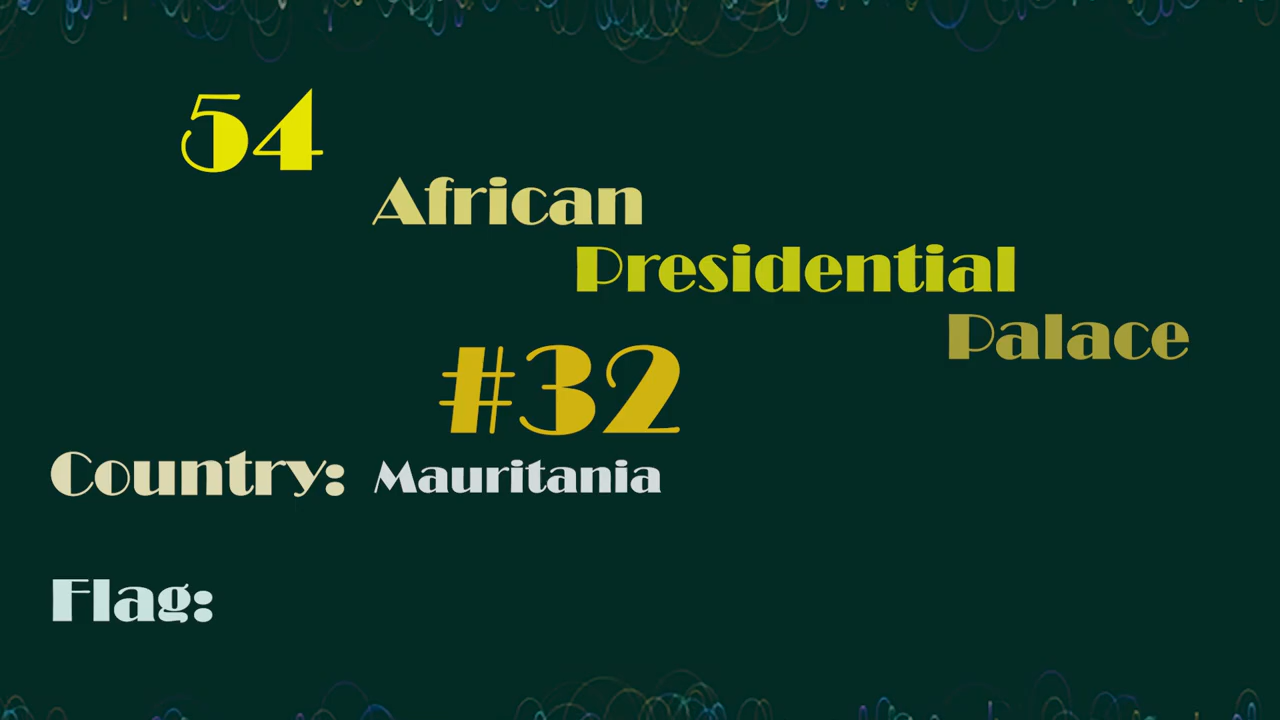 54
African
Presidential
Palace
#32
Country: Mauritania
Flag: